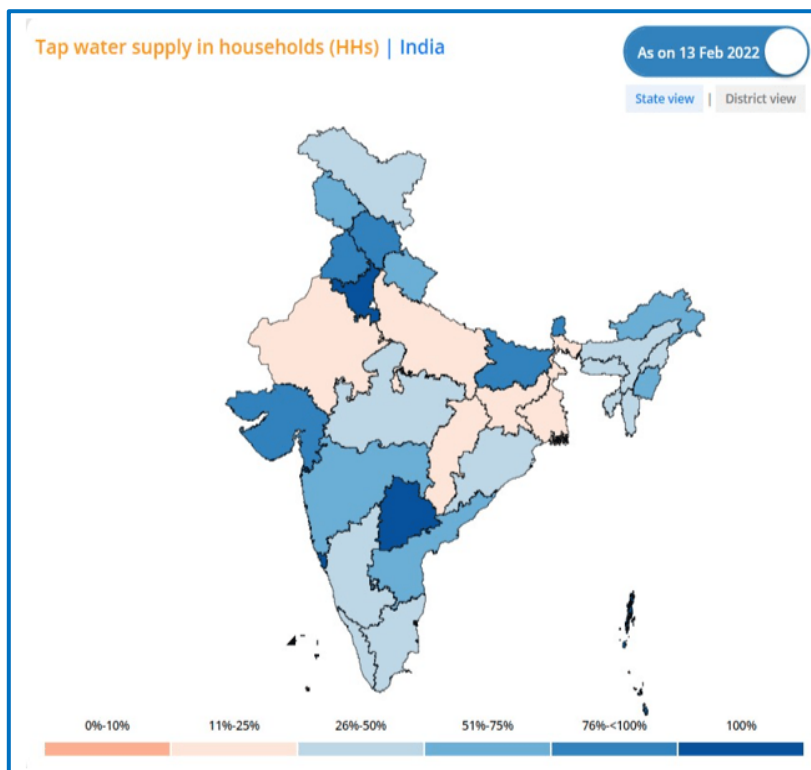 Tap water supply in households (HHs) | India
As on 13 Feb 2022
State view | District view
0%-10% 11%-25% 26%-50% 51%-75% 76%-<100% 100%